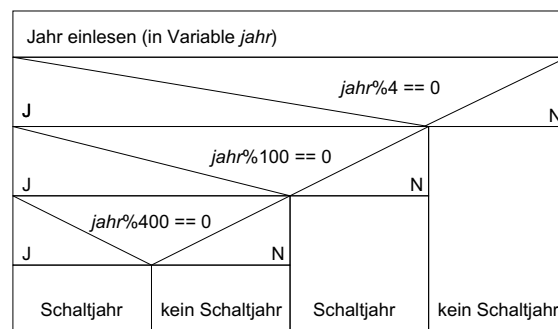 Jahr einlesen (in Variable jahr)
jahr%4 == 0
J
N
jahr%100 == 0
J
N
jahr%400 == 0
J
N
Schaltjahr
kein Schaltjahr
Schaltjahr
kein Schaltjahr